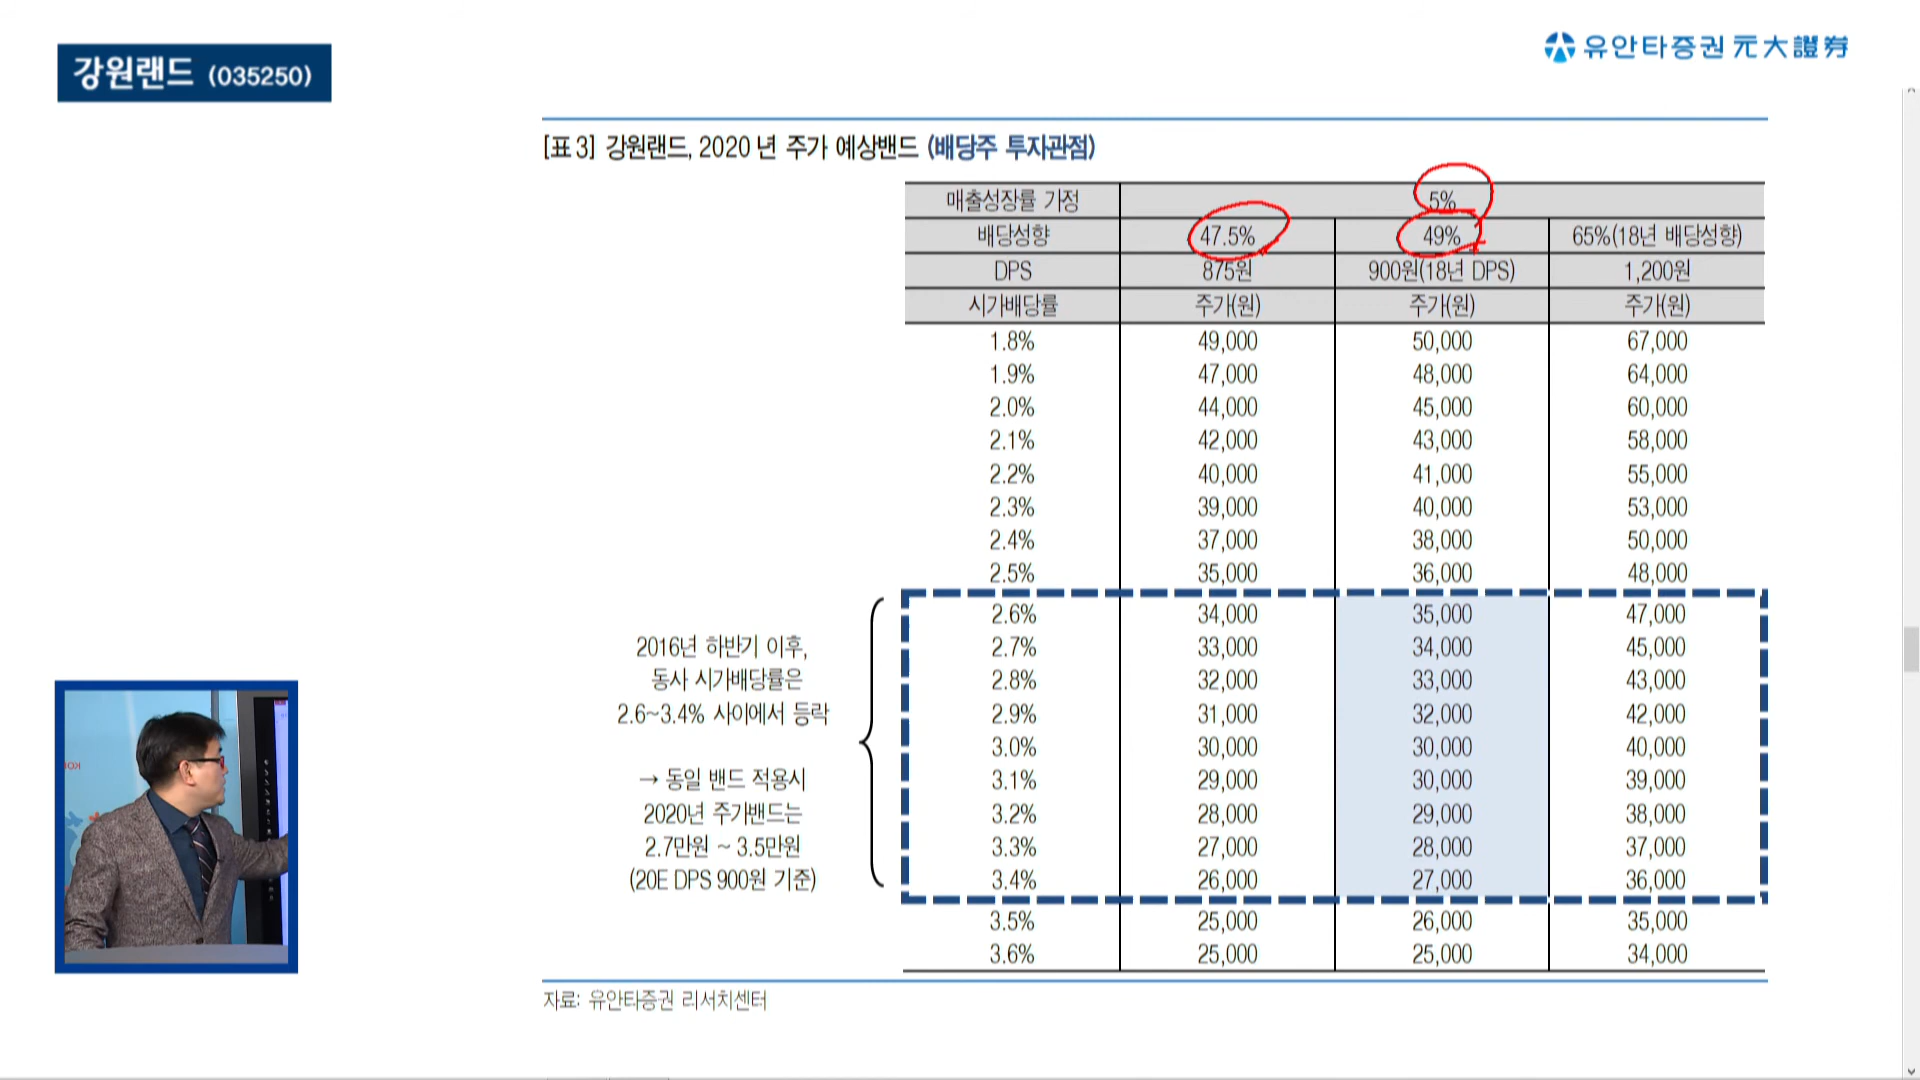 강원랜드 (035250)
유안타증권 元大證券
[표 3] 강원랜드, 2020년 주가 예상밴드 (배당주 투자관점)
매출성장률 가정 5%
배당성향 47.5% 49% 65%(18년 배당성향)
DPS 875원 900원(18년 DPS) 1,200원
시가배당률 주가(원) 주가(원) 주가(원)
1.8% 49,000 50,000 67,000
1.9% 47,000 48,000 64,000
2.0% 44,000 45,000 60,000
2.1% 42,000 43,000 58,000
2.2% 40,000 41,000 55,000
2.3% 39,000 40,000 53,000
2.4% 37,000 38,000 50,000
2.5% 35,000 36,000 48,000
2.6% 34,000 35,000 47,000
2.7% 33,000 34,000 45,000
2.8% 32,000 33,000 43,000
2.9% 31,000 32,000 42,000
3.0% 30,000 30,000 40,000
3.1% 29,000 30,000 39,000
3.2% 28,000 29,000 38,000
3.3% 27,000 28,000 37,000
3.4% 26,000 27,000 36,000
3.5% 25,000 26,000 35,000
3.6% 25,000 25,000 34,000
2016년 하반기 이후,
동사 시가배당률은
2.6~3.4% 사이에서 등락
→ 동일 밴드 적용시
2020년 주가밴드는
2.7만원 ~ 3.5만원
(20E DPS 900원 기준)
자료: 유안타증권 리서치센터